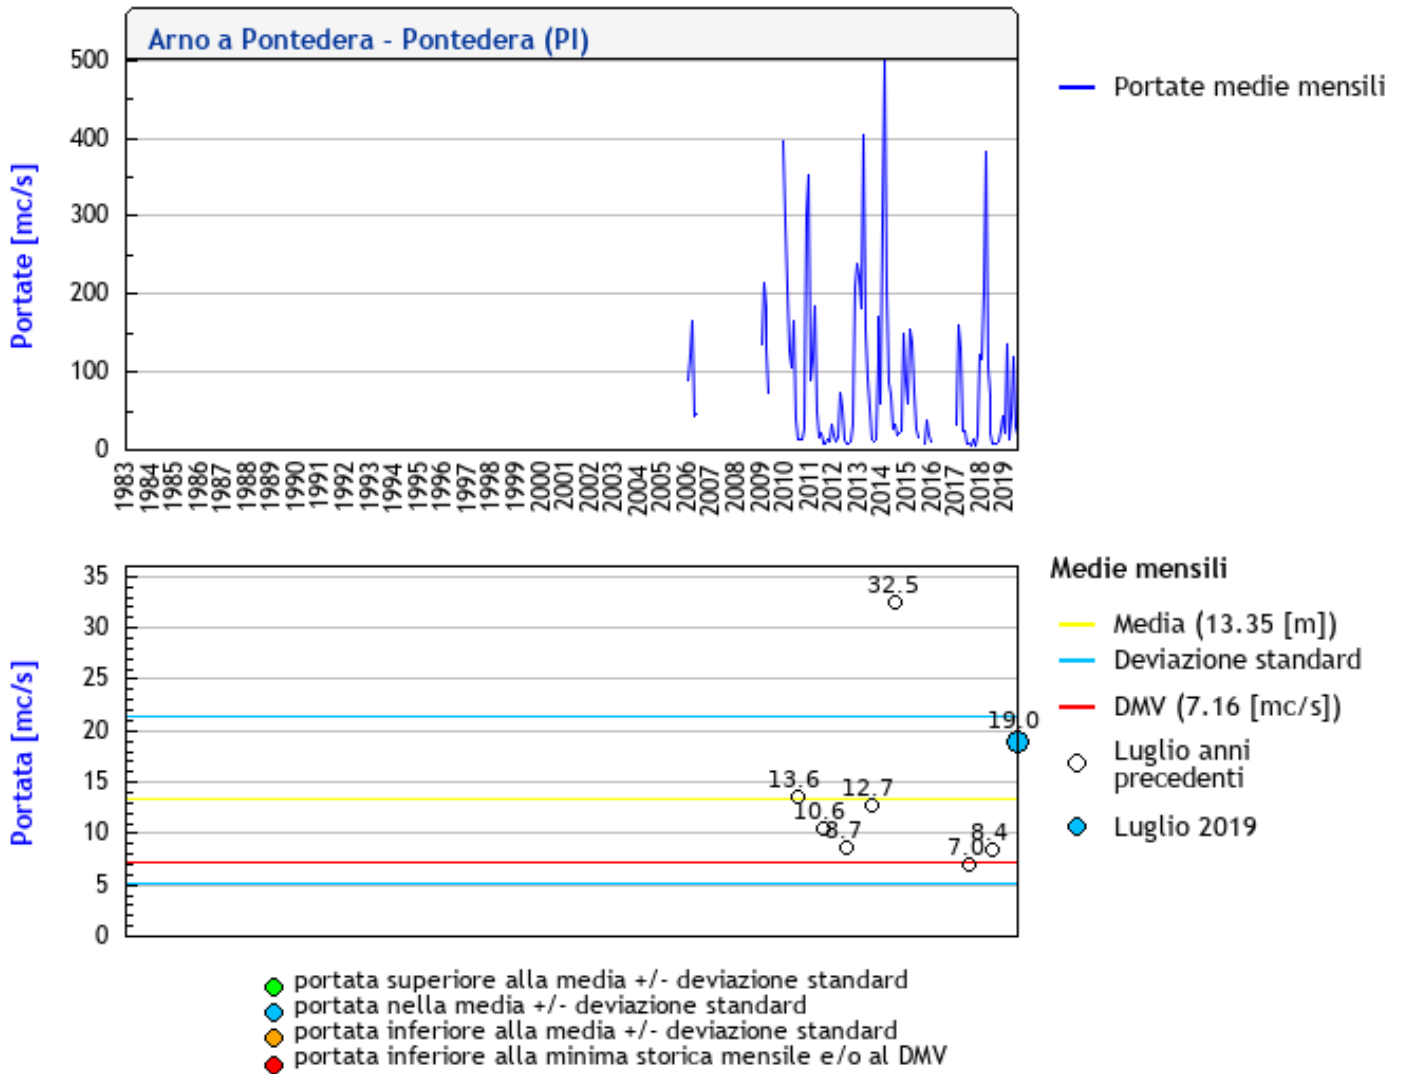 Arno a Pontedera - Pontedera (PI)
Portate [mc/s]
500
400
300
200
100
0
1983 1984 1985 1986 1987 1988 1989 1990 1991 1992 1993 1994 1995 1996 1997 1998 1999 2000 2001 2002 2003 2004 2005 2006 2007 2008 2009 2010 2011 2012 2013 2014 2015 2016 2017 2018 2019
Portate medie mensili
Portata [mc/s]
35
30
25
20
15
10
5
0
32.5
19.0
13.6
12.7
10.6
8.7
8.4
7.0
Medie mensili
Media (13.35 [m])
Deviazione standard
DMV (7.16 [mc/s])
Luglio anni
precedenti
Luglio 2019
portata superiore alla media +/- deviazione standard
portata nella media +/- deviazione standard
portata inferiore alla media +/- deviazione standard
portata inferiore alla minima storica mensile e/o al DMV